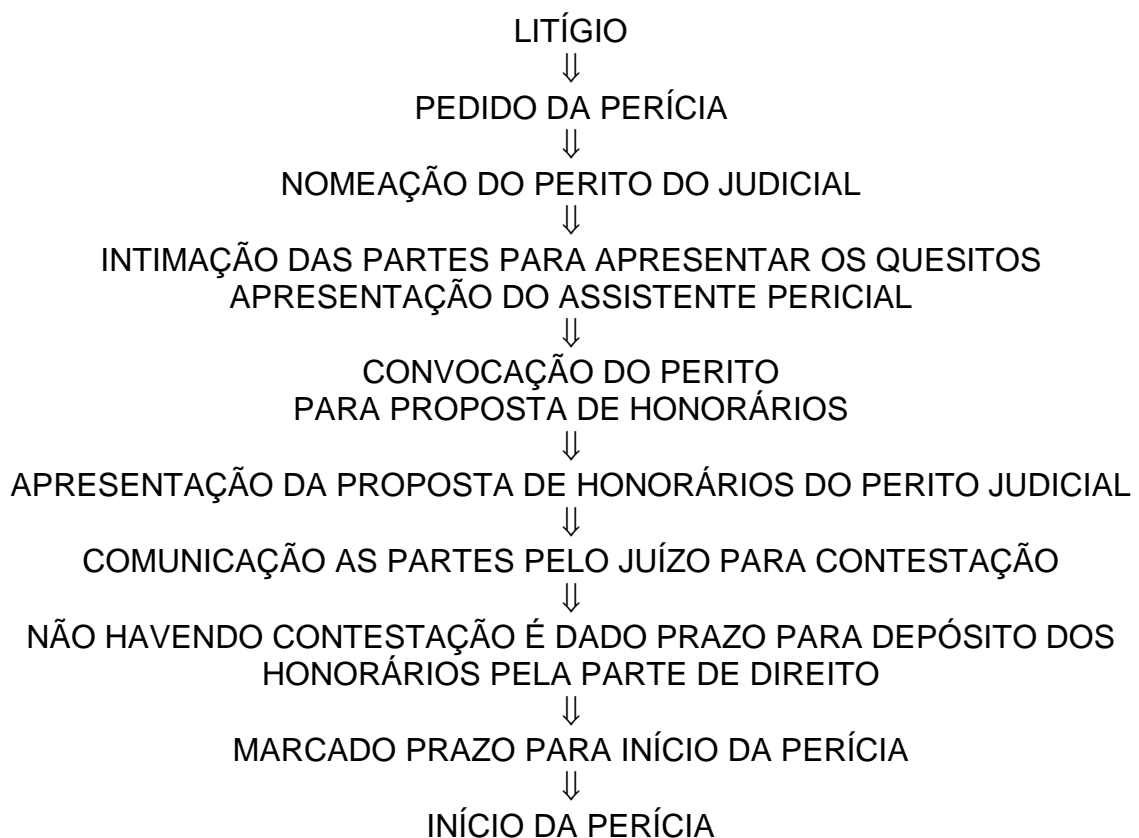 LITÍGIO
⇓
PEDIDO DA PERÍCIA
⇓
NOMEAÇÃO DO PERITO DO JUDICIAL
⇓
INTIMAÇÃO DAS PARTES PARA APRESENTAR OS QUESITOS
APRESENTAÇÃO DO ASSISTENTE PERICIAL
⇓
CONVOCAÇÃO DO PERITO
PARA PROPOSTA DE HONORÁRIOS
⇓
APRESENTAÇÃO DA PROPOSTA DE HONORÁRIOS DO PERITO JUDICIAL
⇓
COMUNICAÇÃO AS PARTES PELO JUÍZO PARA CONTESTAÇÃO
⇓
NÃO HAVENDO CONTESTAÇÃO É DADO PRAZO PARA DEPÓSITO DOS
HONORÁRIOS PELA PARTE DE DIREITO
⇓
MARCADO PRAZO PARA INÍCIO DA PERÍCIA
⇓
INÍCIO DA PERÍCIA